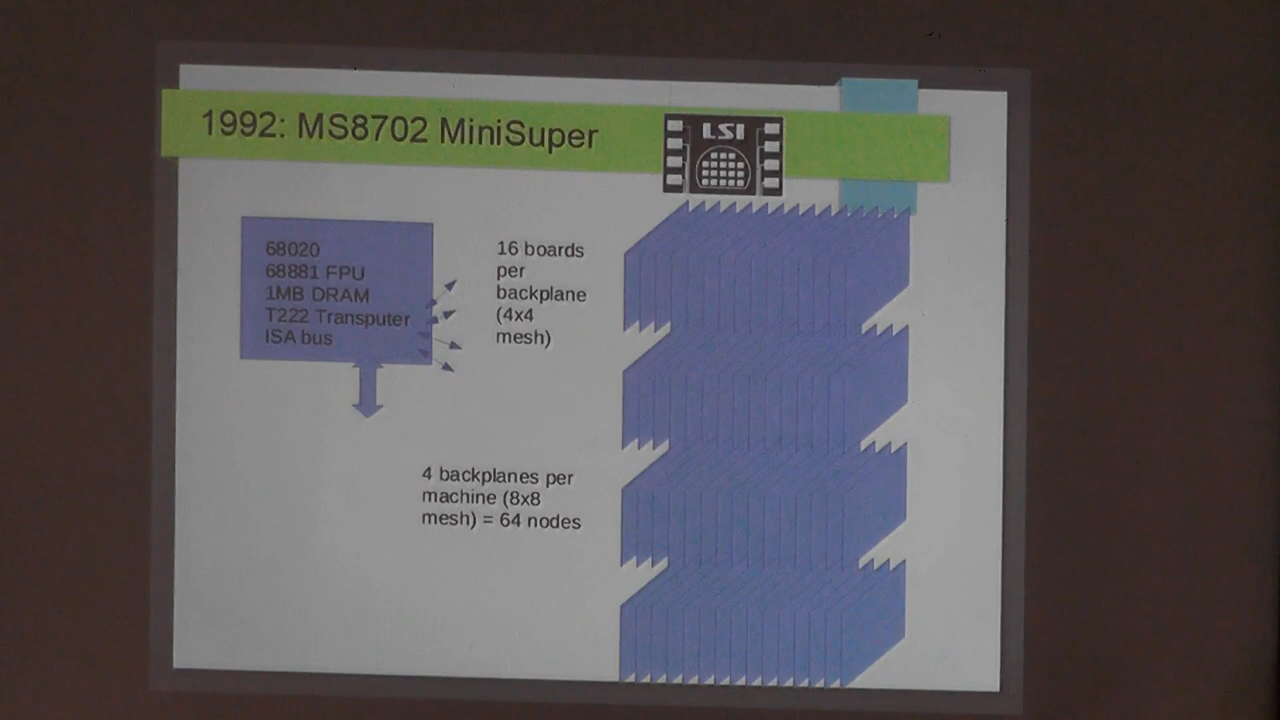 1992: MS8702 MiniSuper
LSI
68020
68881 FPU
1MB DRAM
T222 Transputer
ISA bus
16 boards
per
backplane
(4x4
mesh)
4 backplanes per
machine (8x8
mesh) = 64 nodes